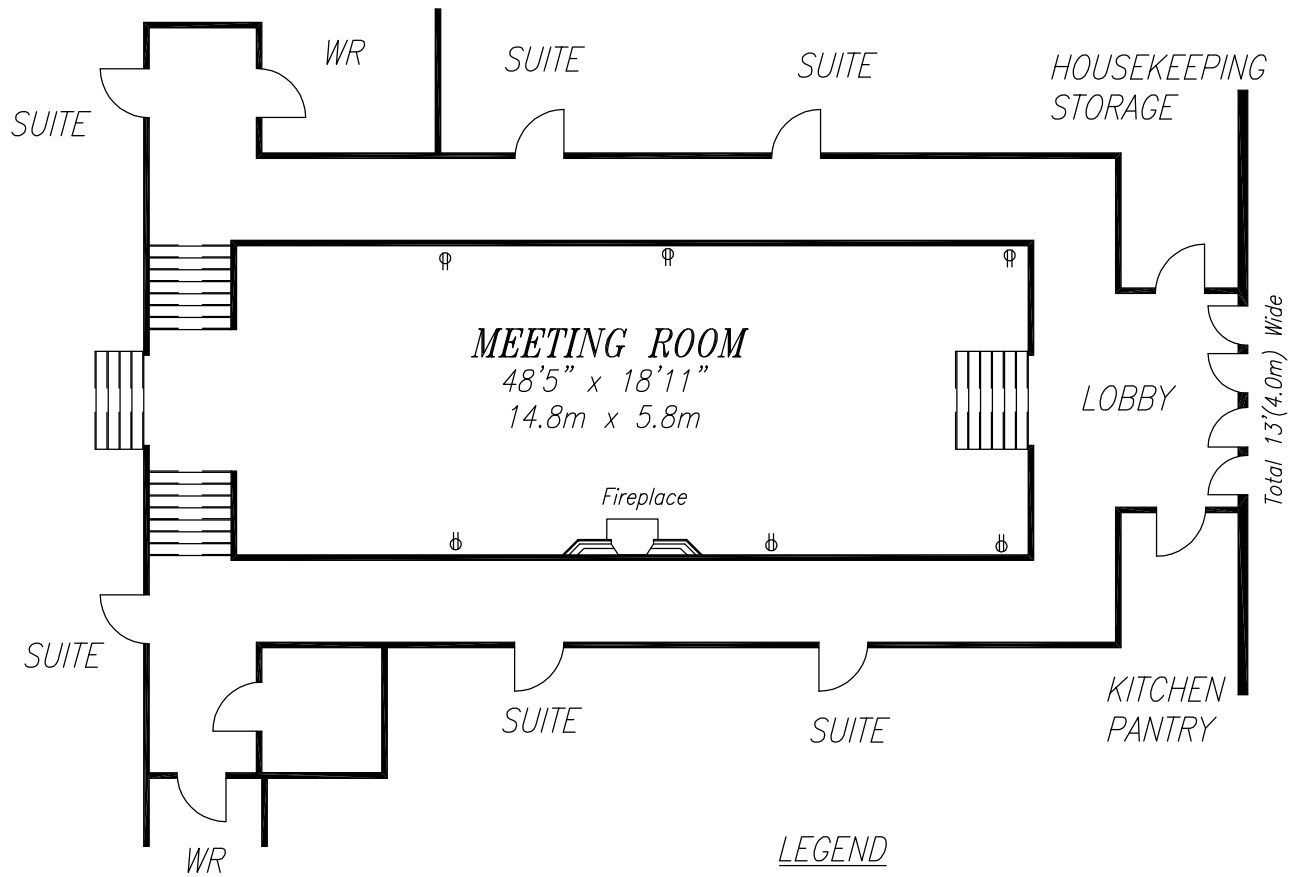 WR
SUITE
SUITE
HOUSEKEEPING
STORAGE
SUITE
MEETING ROOM
48'5" x 18'11"
14.8m x 5.8m
LOBBY
Total 13'(4.0m) Wide
Fireplace
SUITE
KITCHEN
PANTRY
SUITE
SUITE
WR
LEGEND